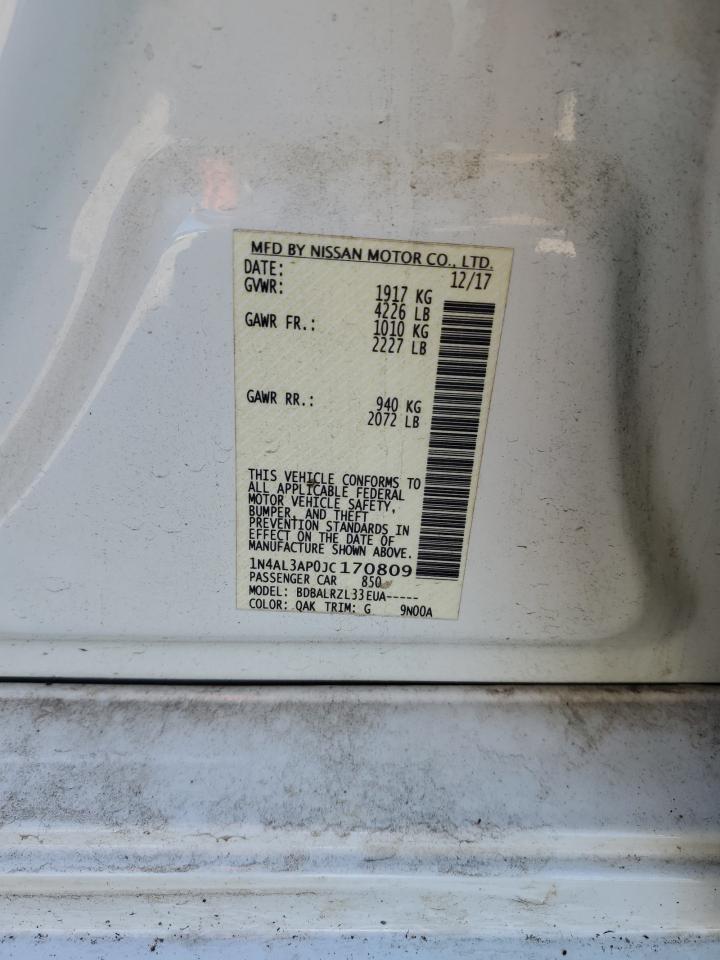 MFD BY NISSAN MOTOR CO., LTD.
DATE: 12/17
GVWR: 1917 KG
4226 LB
GAWR FR.: 1010 KG
2227 LB
GAWR RR.: 940 KG
2072 LB
THIS VEHICLE CONFORMS TO
ALL APPLICABLE FEDERAL
MOTOR VEHICLE SAFETY,
BUMPER, AND THEFT
PREVENTION STANDARDS IN
EFFECT ON THE DATE OF
MANUFACTURE SHOWN ABOVE.
1N4AL3AP0JC170809
PASSENGER CAR 850
MODEL: BDBALRZL33EUA-----
COLOR: QAK TRIM: G 9N00A